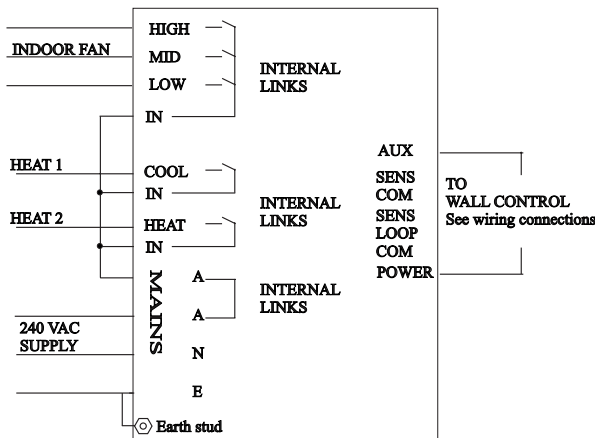 HIGH
INDOOR FAN
MID
LOW
INTERNAL
LINKS
IN
HEAT 1
COOL
IN
HEAT 2
HEAT
IN
INTERNAL
LINKS
MAINS
A
A
N
E
INTERNAL
LINKS
240 VAC
SUPPLY
Earth stud
AUX
SENS
COM
SENS
LOOP
COM
POWER
TO
WALL CONTROL
See wiring connections